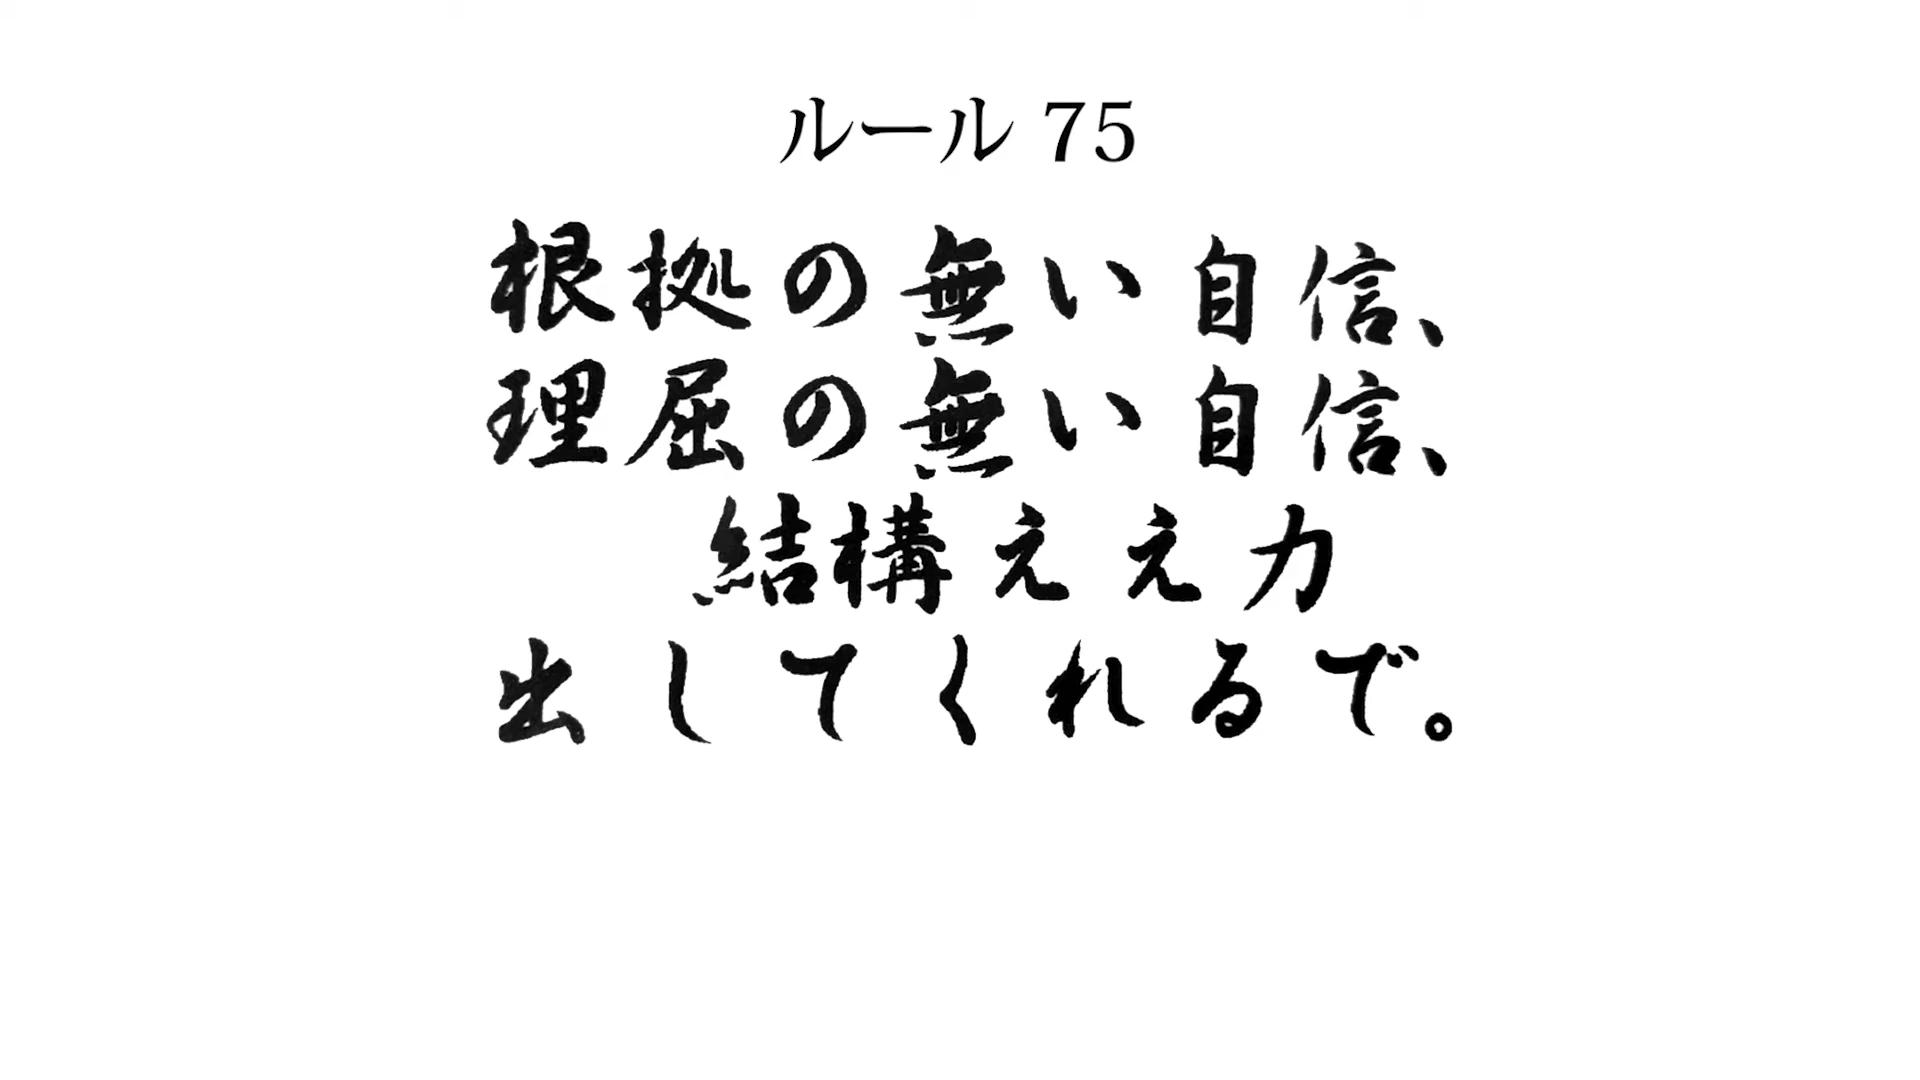 ルール 75
根拠の無い自信、
理屈の無い自信、
結構ええ力
出してくれるで。